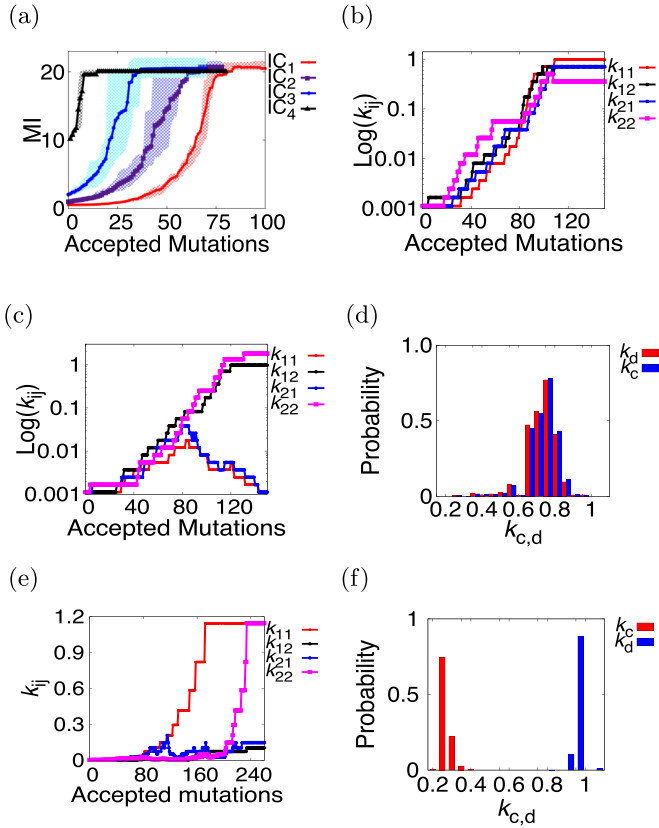 (a)
MI
20
10
0
0 25 50 75 100
Accepted Mutations
IC1
IC2
IC3
IC4
(b)
Log(kij)
1
0.1
0.01
0.001
0 40 80 120
Accepted Mutations
k11
k12
k21
k22
(c)
Log(kij)
1
0.1
0.01
0.001
0 40 80 120
Accepted Mutations
k11
k12
k21
k22
(d)
Probability
1.0
0.5
0
0.2 0.4 0.6 0.8 1
kc,d
kd
kc
(e)
kij
1.2
0.9
0.6
0.3
0
0 80 160 240
Accepted mutations
k11
k12
k21
k22
(f)
Probability
1
0.5
0
0.2 0.4 0.6 0.8 1
kc,d
kc
kd